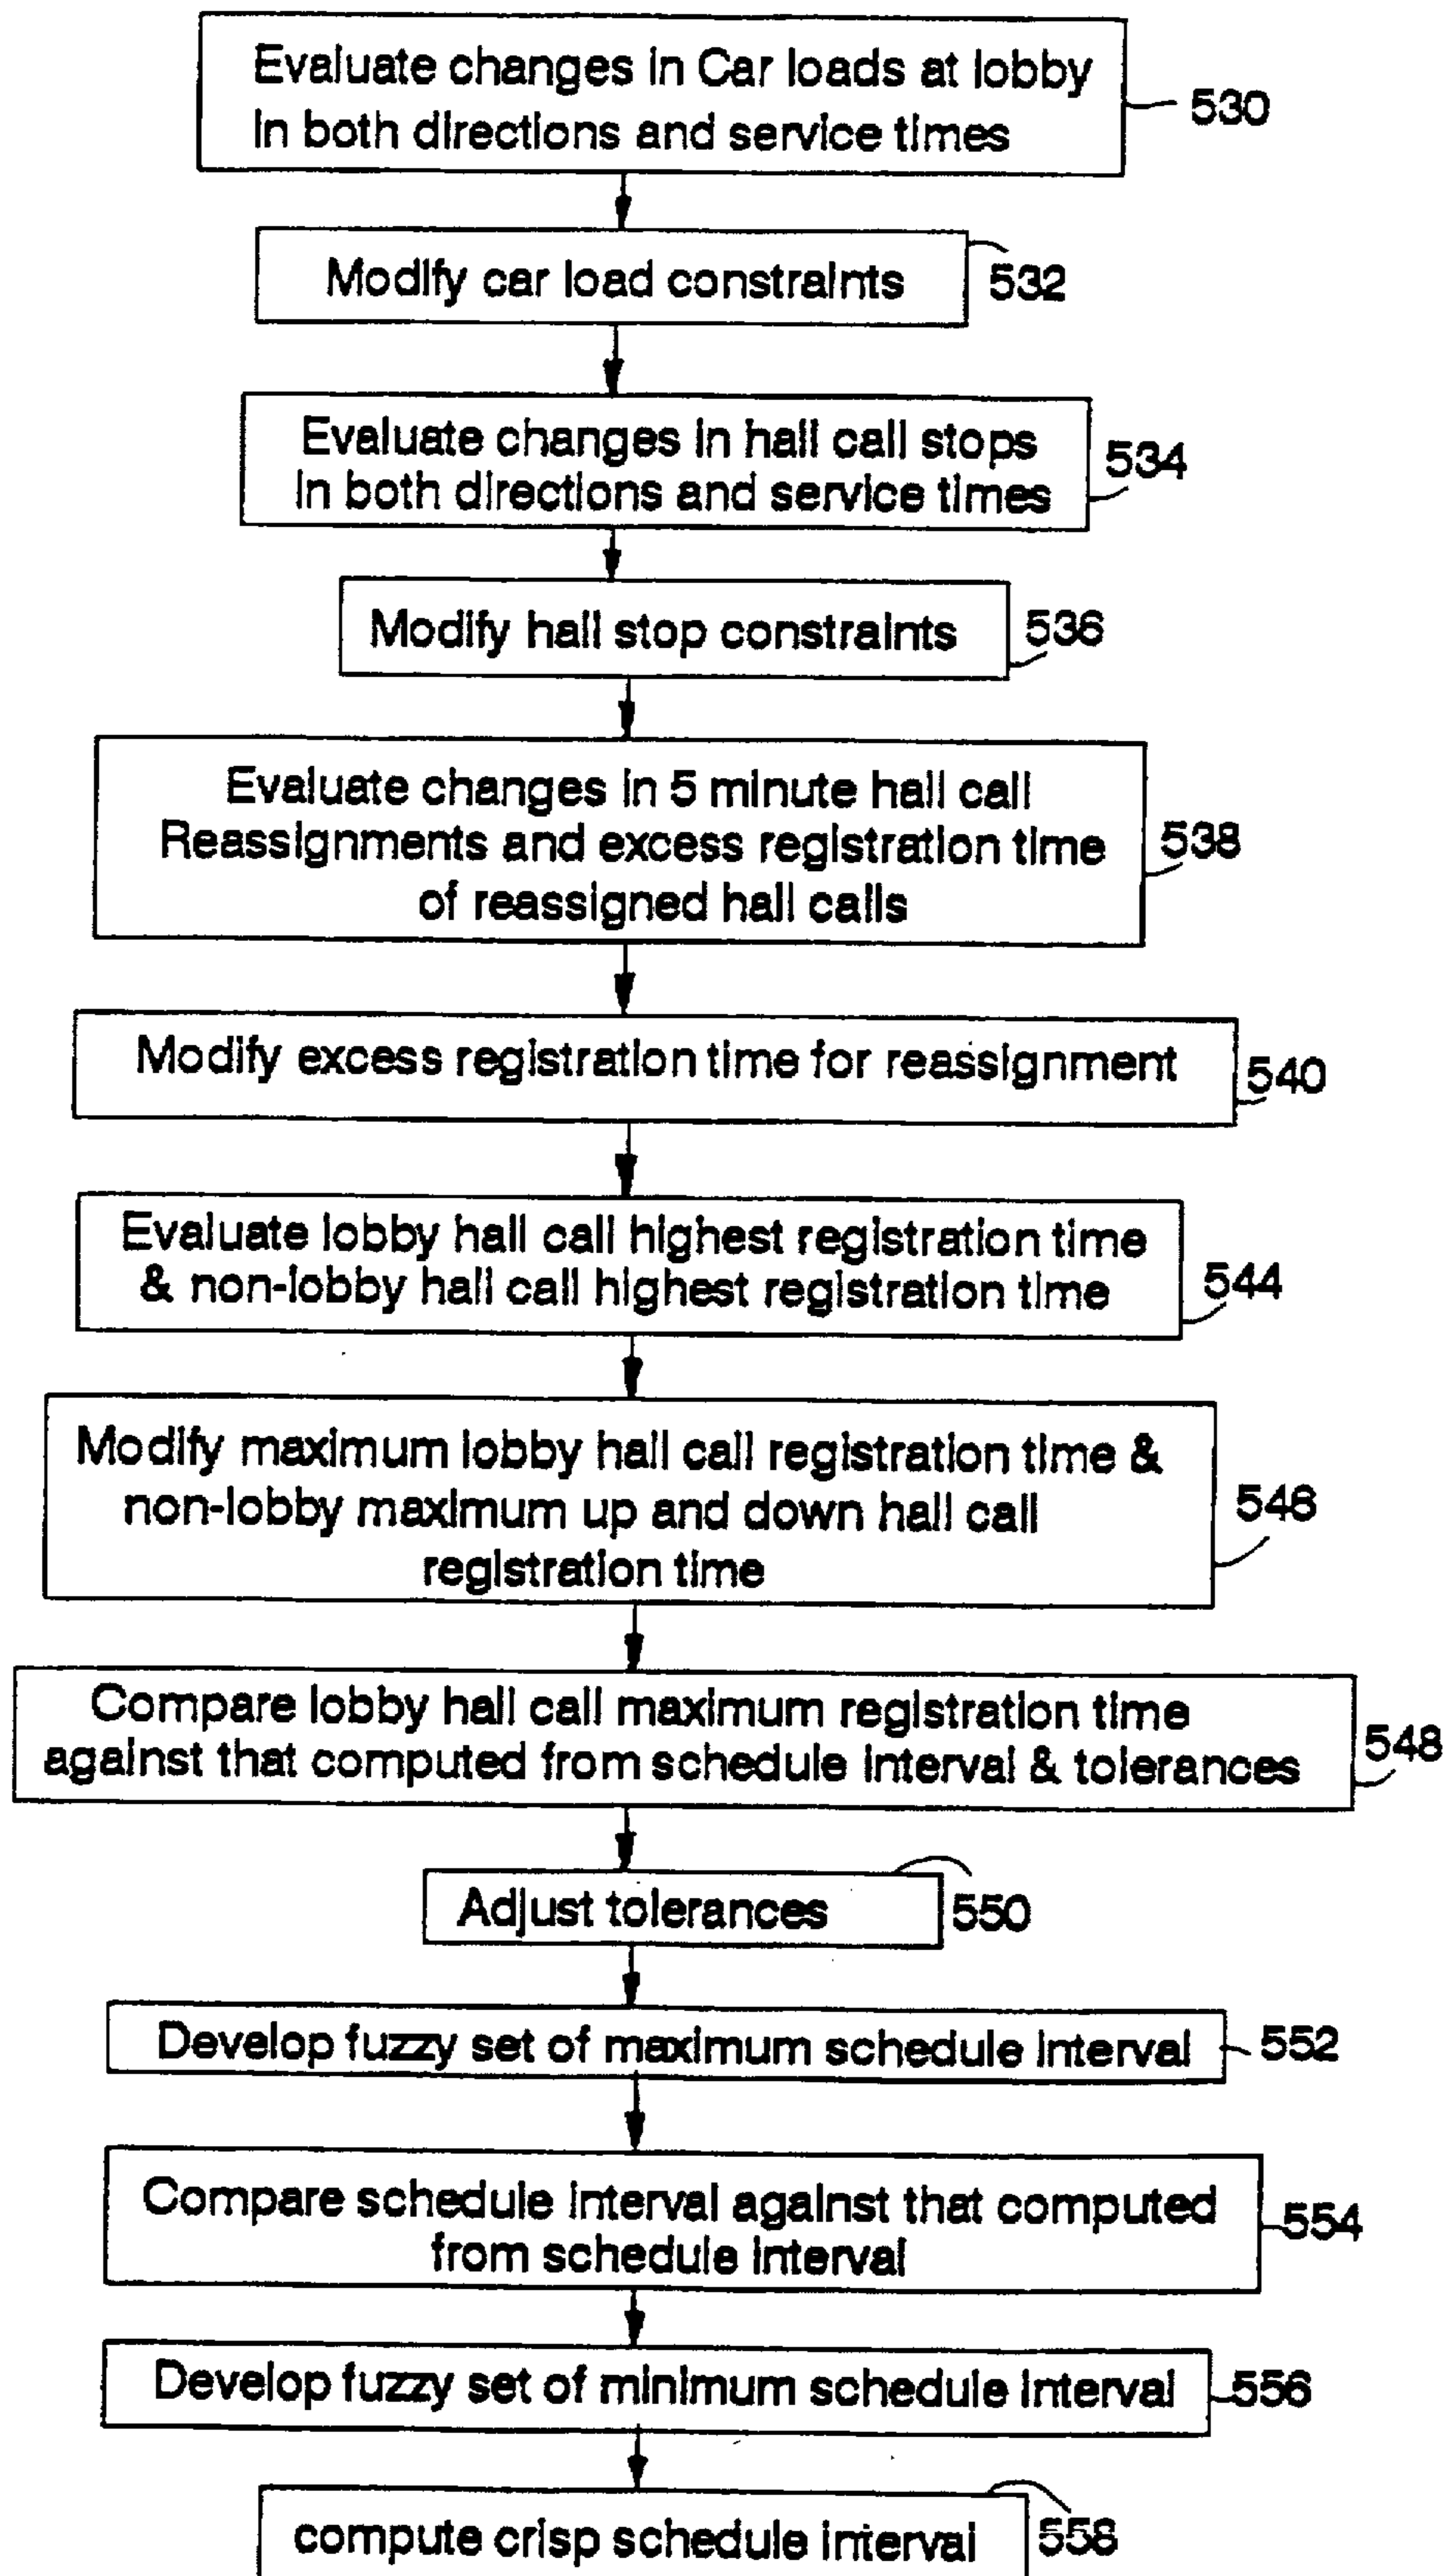 Evaluate changes in Car loads at lobby
in both directions and service times
530
Modify car load constraints
532
Evaluate changes in hall call stops
in both directions and service times
534
Modify hall stop constraints
536
Evaluate changes in 5 minute hall call
Reassignments and excess registration time
of reassigned hall calls
538
Modify excess registration time for reassignment
540
Evaluate lobby hall call highest registration time
& non-lobby hall call highest registration time
544
Modify maximum lobby hall call registration time &
non-lobby maximum up and down hall call
registration time
546
Compare lobby hall call maximum registration time
against that computed from schedule interval & tolerances
548
Adjust tolerances
550
Develop fuzzy set of maximum schedule interval
552
Compare schedule interval against that computed
from schedule interval
554
Develop fuzzy set of minimum schedule interval
556
compute crisp schedule interval
558